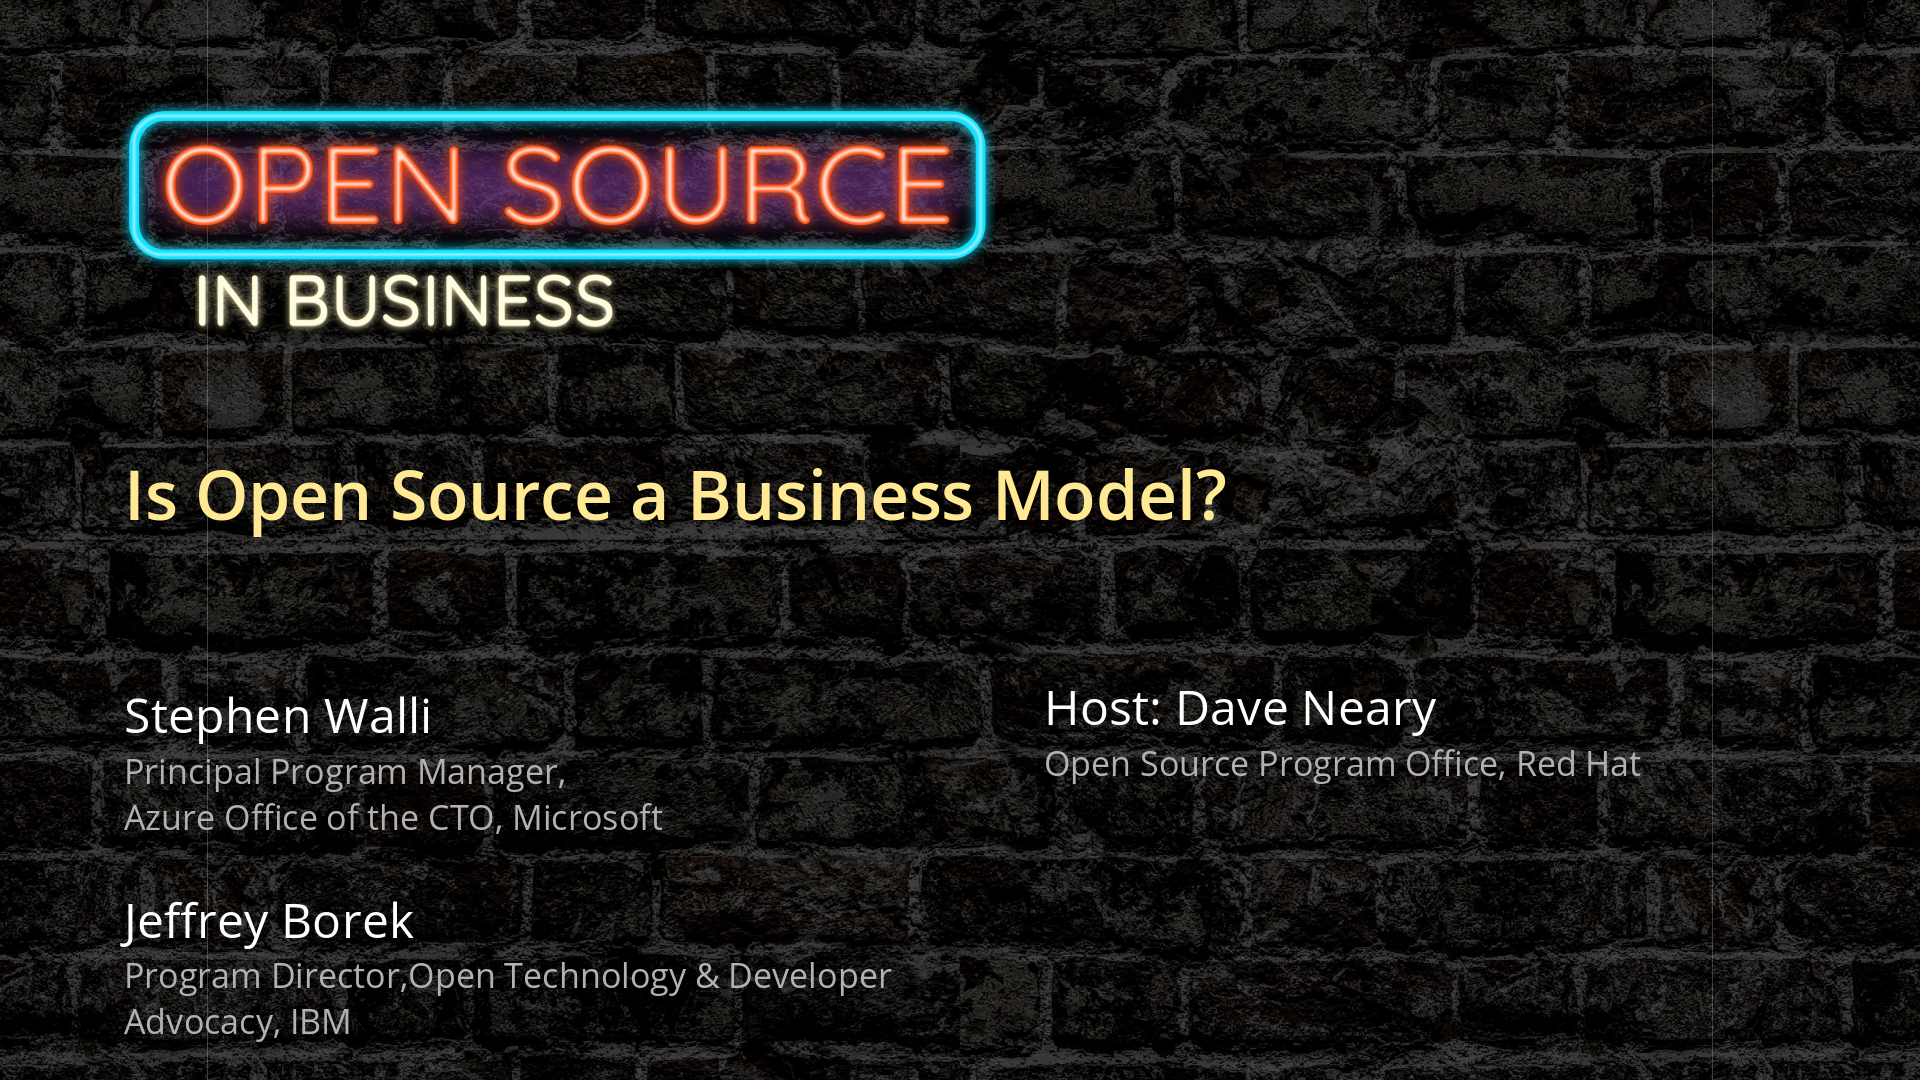 OPEN SOURCE
IN BUSINESS
Is Open Source a Business Model?
Stephen Walli
Principal Program Manager,
Azure Office of the CTO, Microsoft
Jeffrey Borek
Program Director,Open Technology & Developer
Advocacy, IBM
Host: Dave Neary
Open Source Program Office, Red Hat